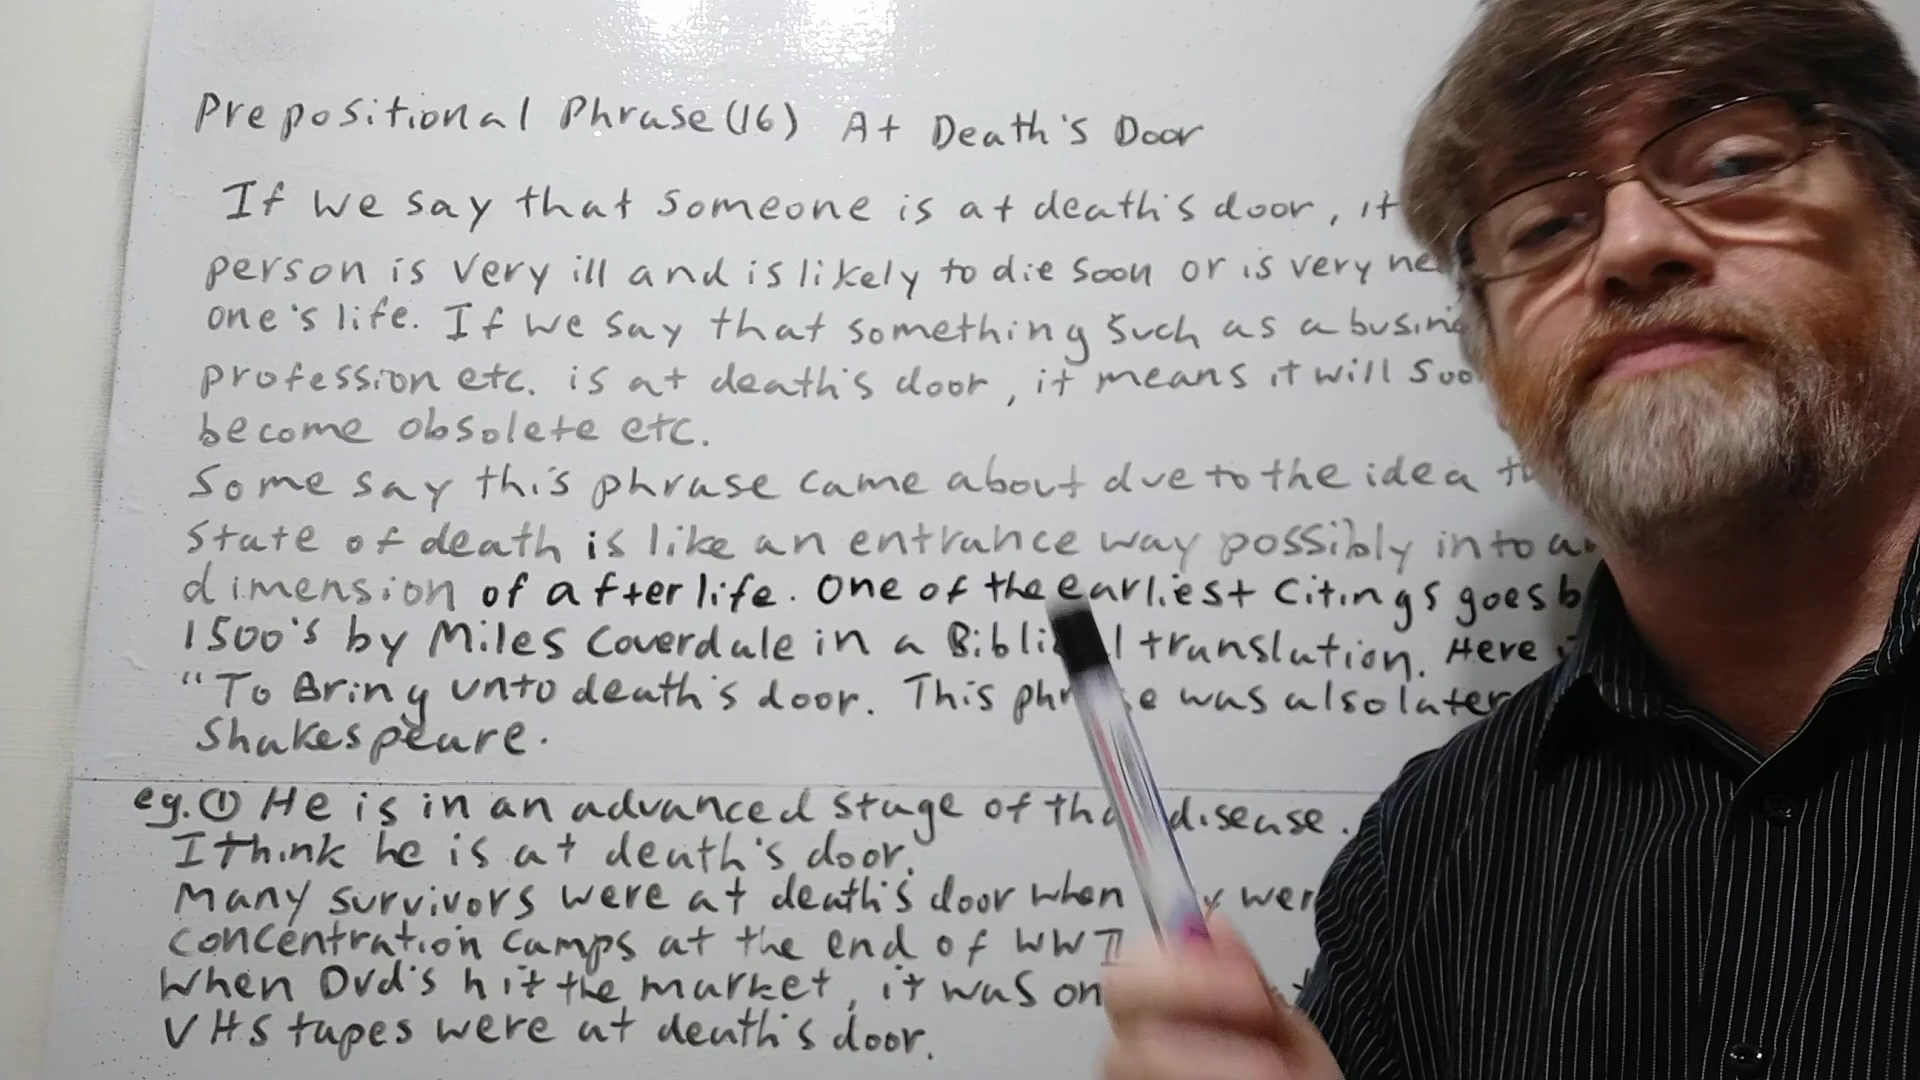 Prepositional Phrase (16) At Death's Door
If we say that someone is at death's door, it
person is very ill and is likely to die soon or is very
one's life. If we say that something such as a
profession etc. is at death's door, it means it will
become obsolete etc.
Some say this phrase came about due to the idea
state of death is like an entrance way possibly into
dimension of afterlife. One of the earliest Citings goes
1500's by Miles Coverdale in a translation. Here
"To Bring unto death's door. This was also later
Shakespeare.
eg. ① He is in an advanced stage of disease.
I think he is at death's door.
Many survivors were at death's door when
concentration camps at the end of WW II
When Dvd's hit the market, it was
VHS tapes were at death's door.